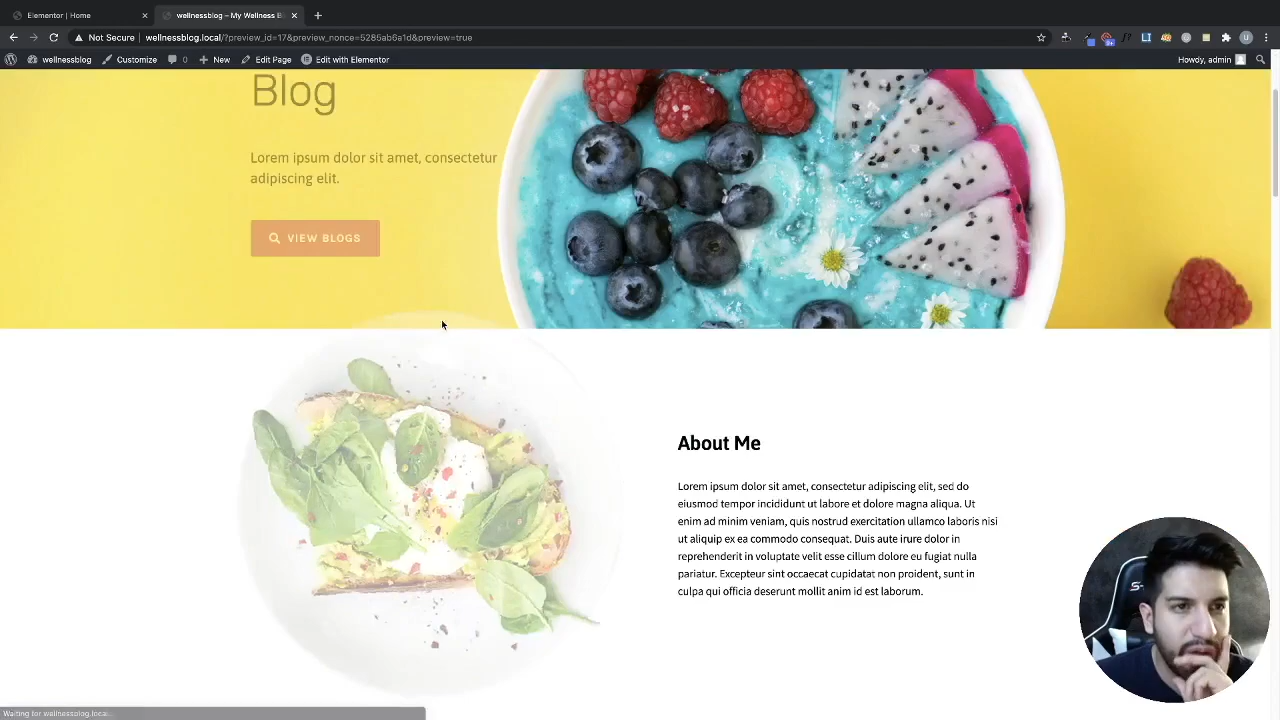 Elementor | Home
wellnessblog – My Wellness B
Not Secure | wellnessblog.local/?preview_id=17&preview_nonce=5285ab6a1d&preview=true
wellnessblog
Customize
0
New
Edit Page
Edit with Elementor
Howdy, admin
Blog
Lorem ipsum dolor sit amet, consectetur
adipiscing elit.
VIEW BLOGS
About Me
Lorem ipsum dolor sit amet, consectetur adipiscing elit, sed do
eiusmod tempor incididunt ut labore et dolore magna aliqua. Ut
enim ad minim veniam, quis nostrud exercitation ullamco laboris nisi
ut aliquip ex ea commodo consequat. Duis aute irure dolor in
reprehenderit in voluptate velit esse cillum dolore eu fugiat nulla
pariatur. Excepteur sint occaecat cupidatat non proident, sunt in
culpa qui officia deserunt mollit anim id est laborum.
Waiting for wellnessblog.local...